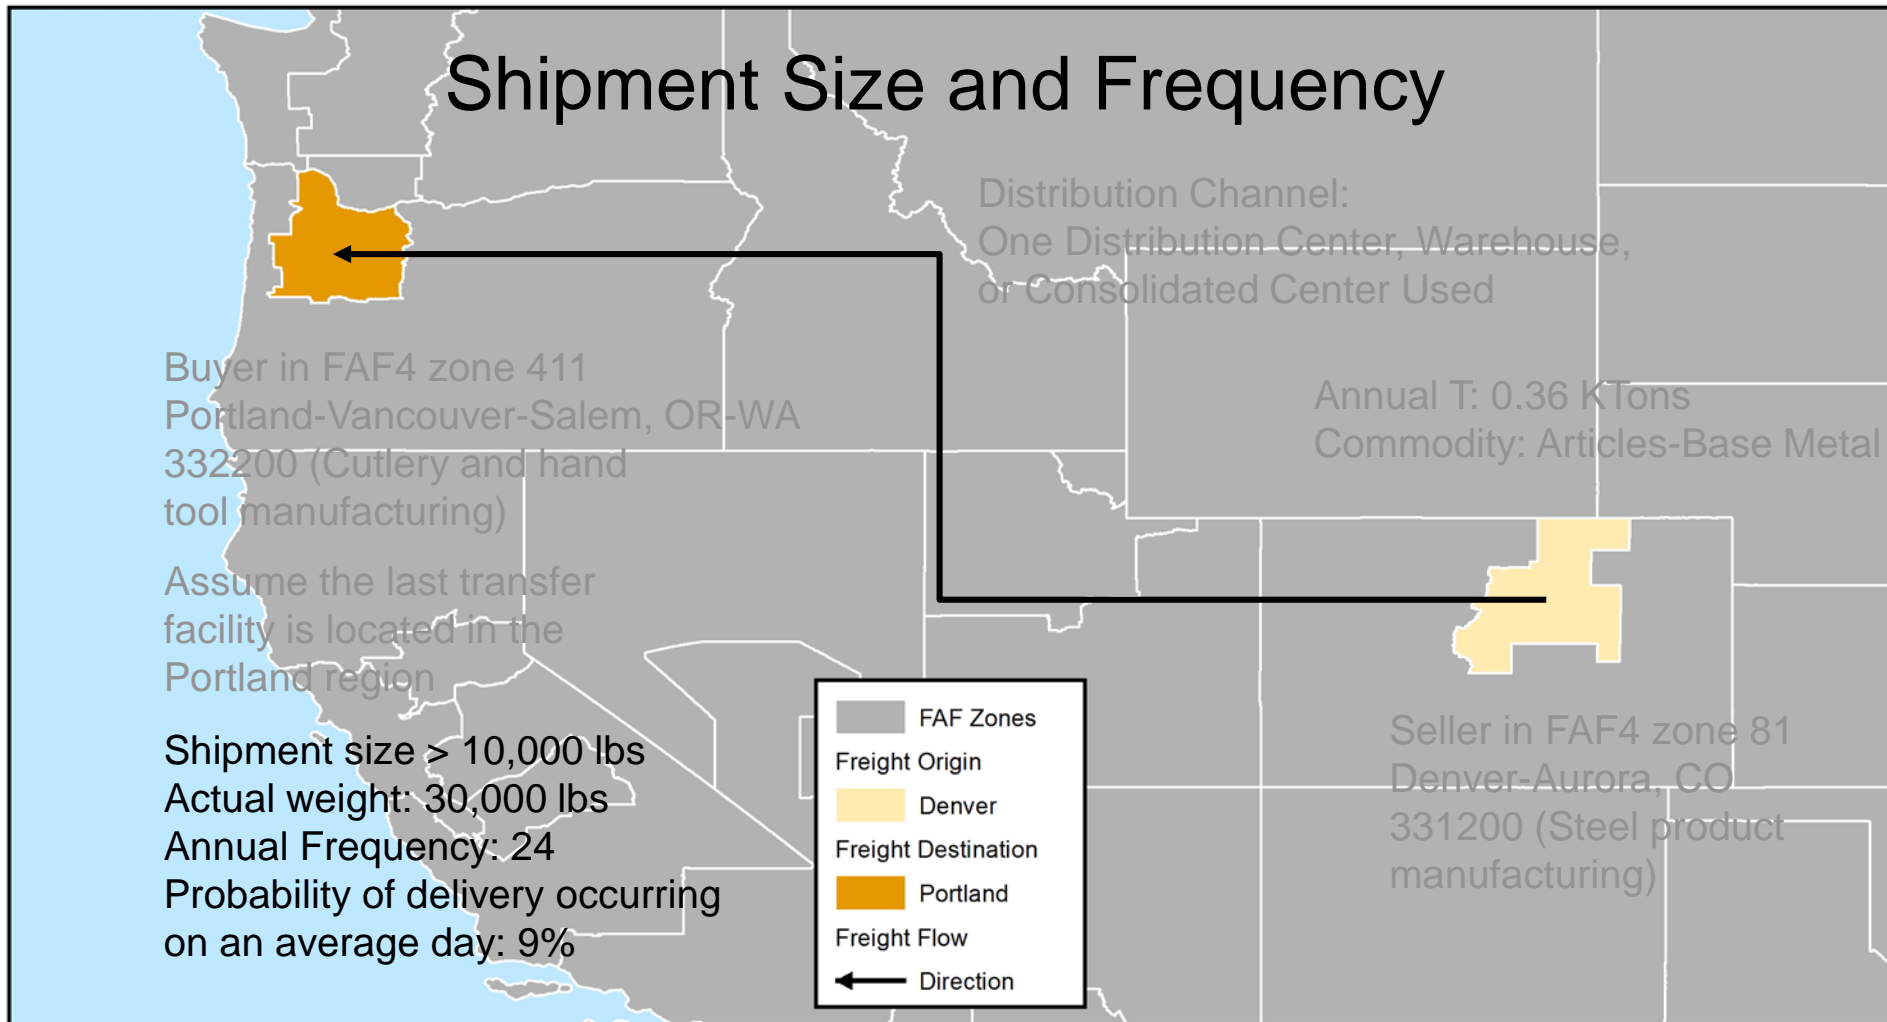 Shipment Size and Frequency
Distribution Channel:
One Distribution Center, Warehouse,
or Consolidated Center Used
Buyer in FAF4 zone 411
Portland-Vancouver-Salem, OR-WA
332200 (Cutlery and hand
tool manufacturing)
Annual T: 0.36 KTons
Commodity: Articles-Base Metal
Assume the last transfer
facility is located in the
Portland region
Shipment size > 10,000 lbs
Actual weight: 30,000 lbs
Annual Frequency: 24
Probability of delivery occurring
on an average day: 9%
FAF Zones
Freight Origin
Denver
Freight Destination
Portland
Freight Flow
Direction
Seller in FAF4 zone 81
Denver-Aurora, CO
331200 (Steel product
manufacturing)